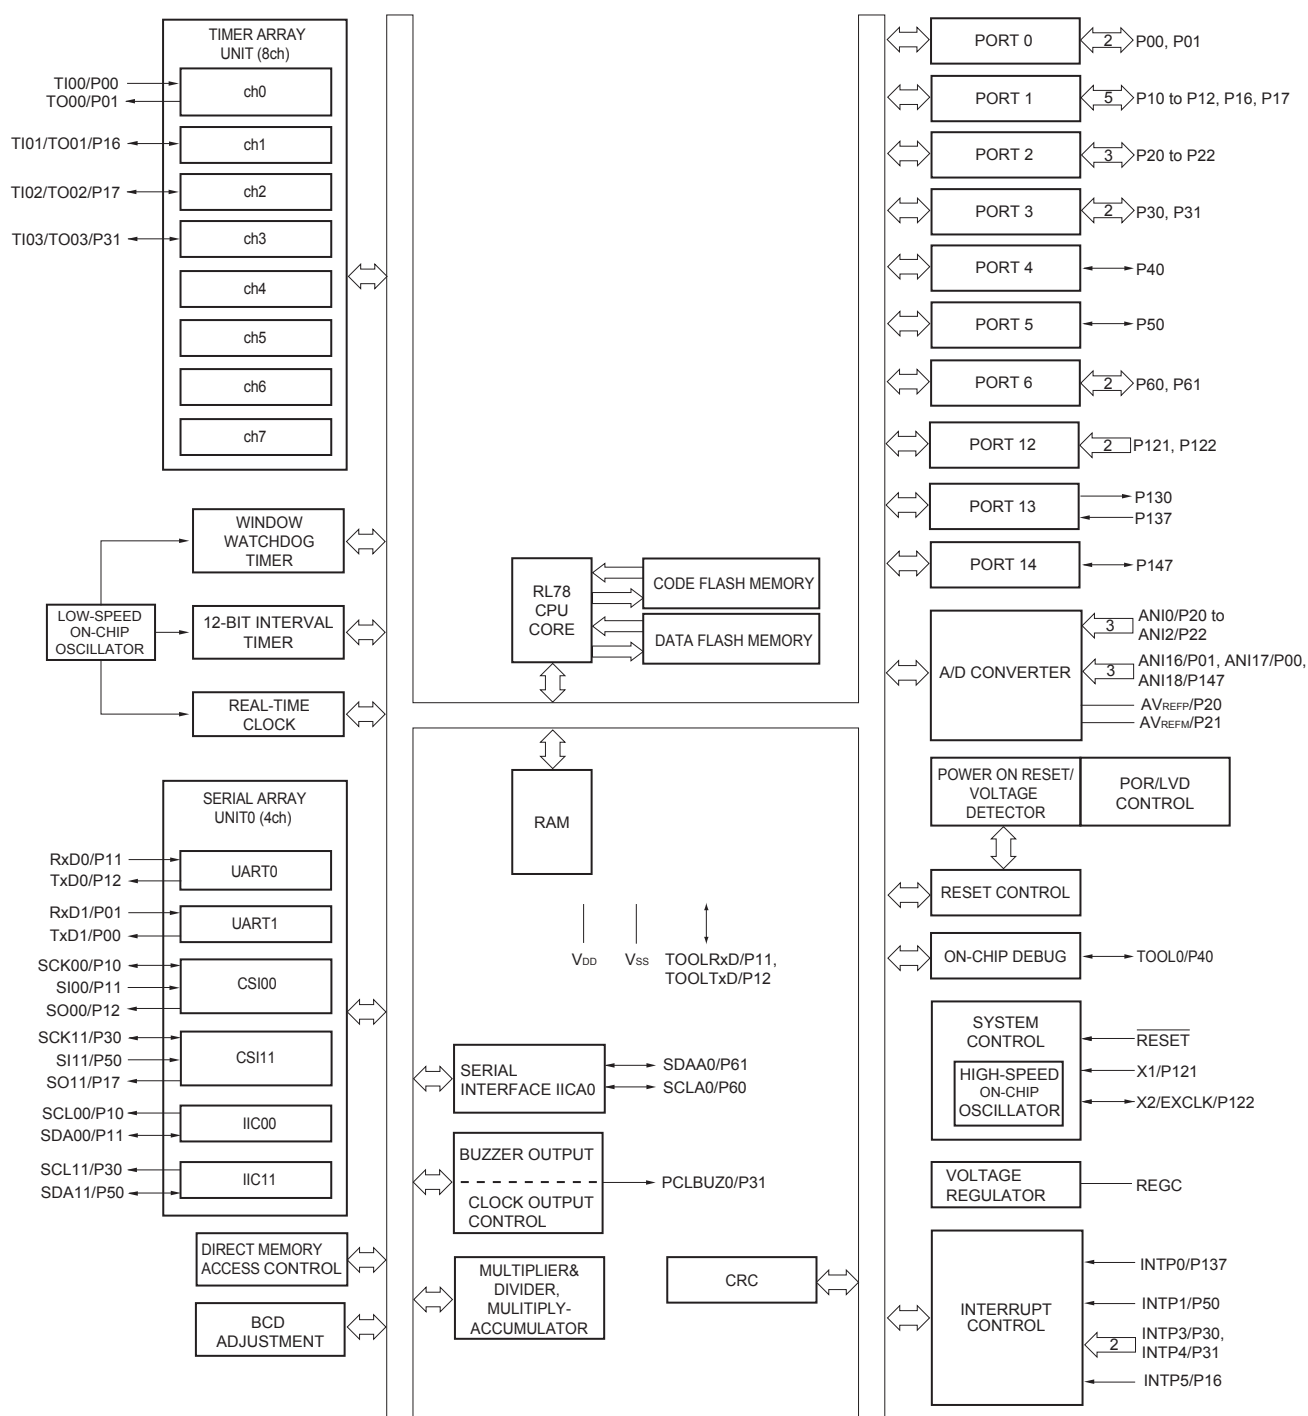 TIMER ARRAY
UNIT (8ch)
TI00/P00
TO00/P01
ch0
TI01/TO01/P16
ch1
TI02/TO02/P17
ch2
TI03/TO03/P31
ch3
ch4
ch5
ch6
ch7
WINDOW
WATCHDOG
TIMER
LOW-SPEED
ON-CHIP
OSCILLATOR
12-BIT INTERVAL
TIMER
REAL-TIME
CLOCK
SERIAL ARRAY
UNIT0 (4ch)
RxD0/P11
TxD0/P12
UART0
RxD1/P01
TxD1/P00
UART1
SCK00/P10
SI00/P11
SO00/P12
CSI00
SCK11/P30
SI11/P50
SO11/P17
CSI11
SCL00/P10
SDA00/P11
IIC00
SCL11/P30
SDA11/P50
IIC11
DIRECT MEMORY
ACCESS CONTROL
BCD
ADJUSTMENT
RL78
CPU
CORE
CODE FLASH MEMORY
DATA FLASH MEMORY
RAM
VDD
VSS
TOOLRxD/P11,
TOOLTxD/P12
SERIAL
INTERFACE IICA0
SDAA0/P61
SCLA0/P60
BUZZER OUTPUT
CLOCK OUTPUT
CONTROL
PCLBUZ0/P31
MULTIPLIER&
DIVIDER,
MULITIPLY-
ACCUMULATOR
CRC
PORT 0
2
P00, P01
PORT 1
5
P10 to P12, P16, P17
PORT 2
3
P20 to P22
PORT 3
2
P30, P31
PORT 4
P40
PORT 5
P50
PORT 6
2
P60, P61
PORT 12
2
P121, P122
PORT 13
P130
P137
PORT 14
P147
A/D CONVERTER
3
ANI0/P20 to
ANI2/P22
3
ANI16/P01, ANI17/P00,
ANI18/P147
AVREFP/P20
AVREFM/P21
POWER ON RESET/
VOLTAGE
DETECTOR
POR/LVD
CONTROL
RESET CONTROL
ON-CHIP DEBUG
TOOL0/P40
SYSTEM
CONTROL
HIGH-SPEED
ON-CHIP
OSCILLATOR
RESET
X1/P121
X2/EXCLK/P122
VOLTAGE
REGULATOR
REGC
INTERRUPT
CONTROL
INTP0/P137
INTP1/P50
2
INTP3/P30,
INTP4/P31
INTP5/P16